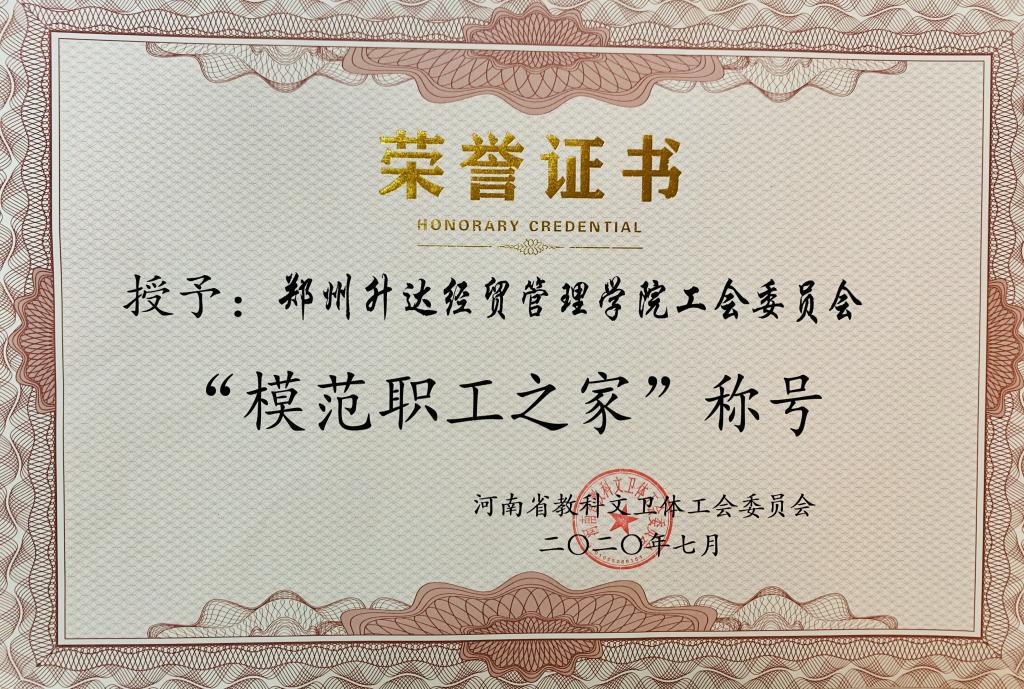 荣誉证书
HONORARY CREDENTIAL
授予：郑州升达经贸管理学院工会委员会
“模范职工之家”称号
河南省教科文卫体工会委员会
二〇二〇年七月